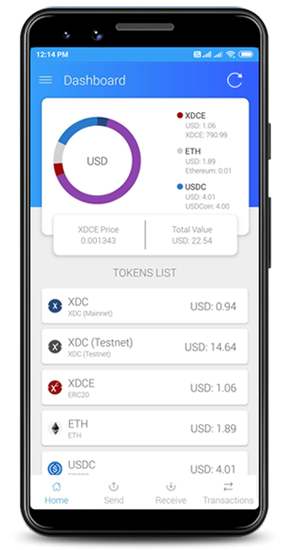 12:14 PM
Dashboard
USD
XDCE
USD: 1.06
XDCE: 790.99
ETH
USD: 1.89
Ethereum: 0.01
USDC
USD: 4.01
USDCoin: 4.00
XDCE Price
0.001343
Total Value
USD: 22.54
TOKENS LIST
XDC
XDC (Mainnet)
USD: 0.94
XDC (Testnet)
XDC (Testnet)
USD: 14.64
XDCE
ERC20
USD: 1.06
ETH
ETH
USD: 1.89
USDC
USD: 4.01
Home
Send
Receive
Transactions